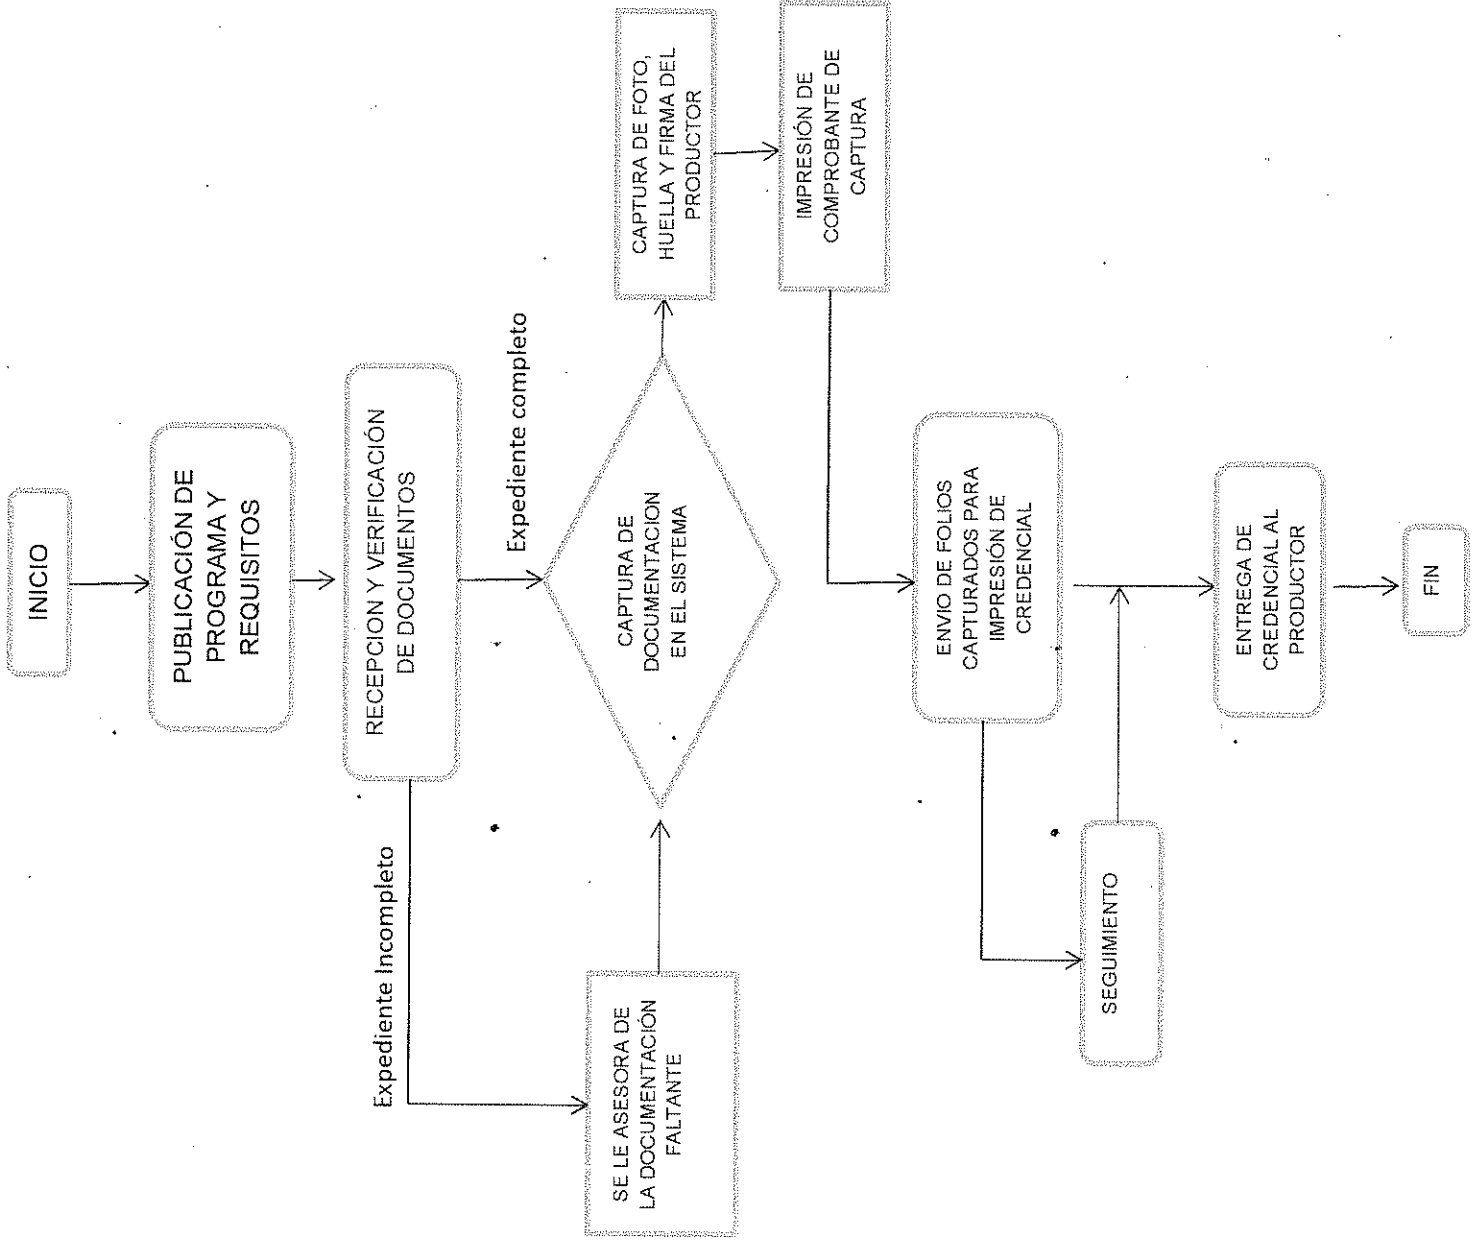 INICIO
PUBLICACIÓN DE
PROGRAMA Y
REQUISITOS
RECEPCION Y VERIFICACIÓN
DE DOCUMENTOS
Expediente Incompleto
Expediente completo
SE LE ASESORA DE
LA DOCUMENTACIÓN
FALTANTE
CAPTURA DE
DOCUMENTACION
EN EL SISTEMA
CAPTURA DE FOTO,
HUELLA Y FIRMA DEL
PRODUCTOR
IMPRESIÓN DE
COMPROBANTE DE
CAPTURA
ENVIO DE FOLIOS
CAPTURADOS PARA
IMPRESIÓN DE
CREDENCIAL
SEGUIMIENTO
ENTREGA DE
CREDENCIAL AL
PRODUCTOR
FIN